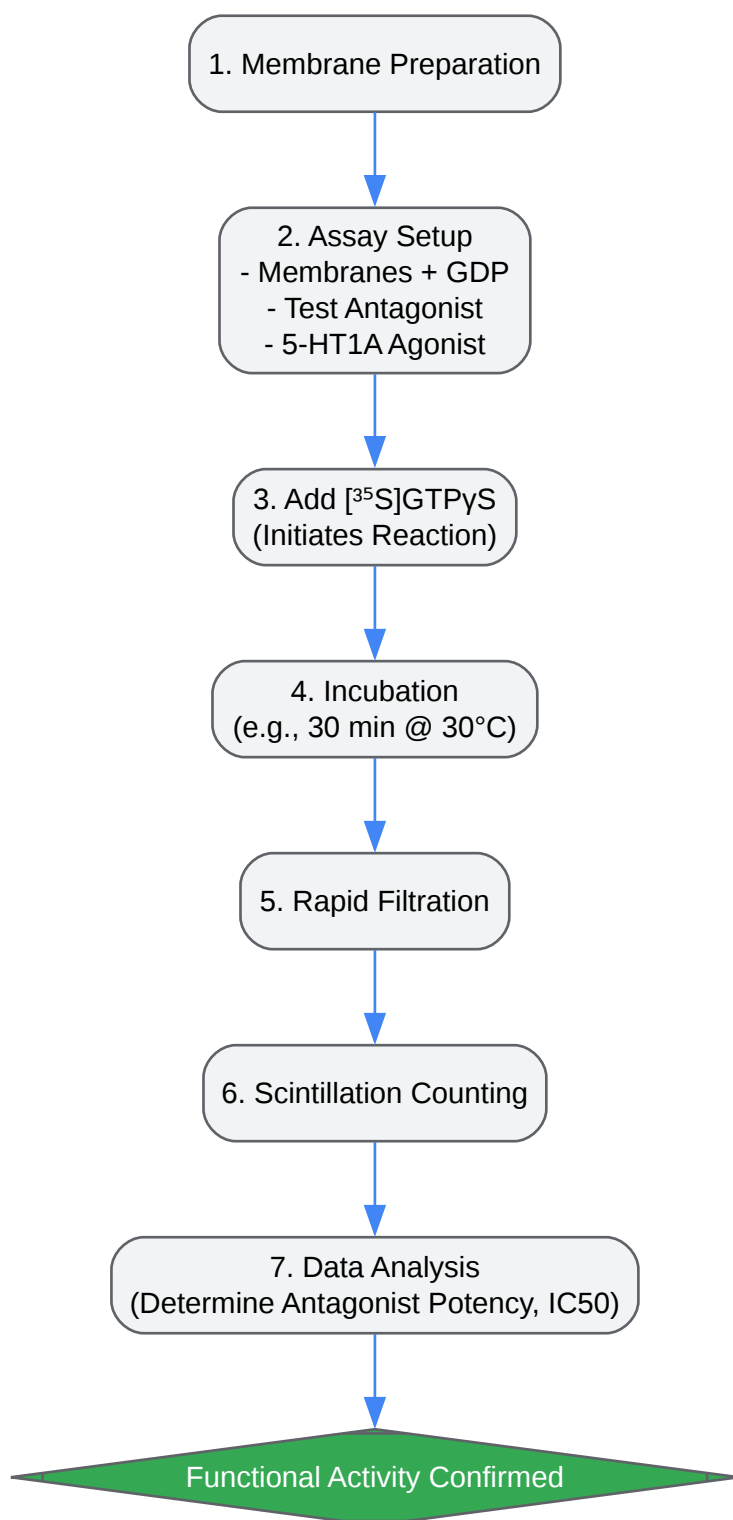 1. Membrane Preparation
2. Assay Setup
- Membranes + GDP
- Test Antagonist
- 5-HT1A Agonist
3. Add [³⁵S]GTPγS
(Initiates Reaction)
4. Incubation
(e.g., 30 min @ 30°C)
5. Rapid Filtration
6. Scintillation Counting
7. Data Analysis
(Determine Antagonist Potency, IC50)
Functional Activity Confirmed